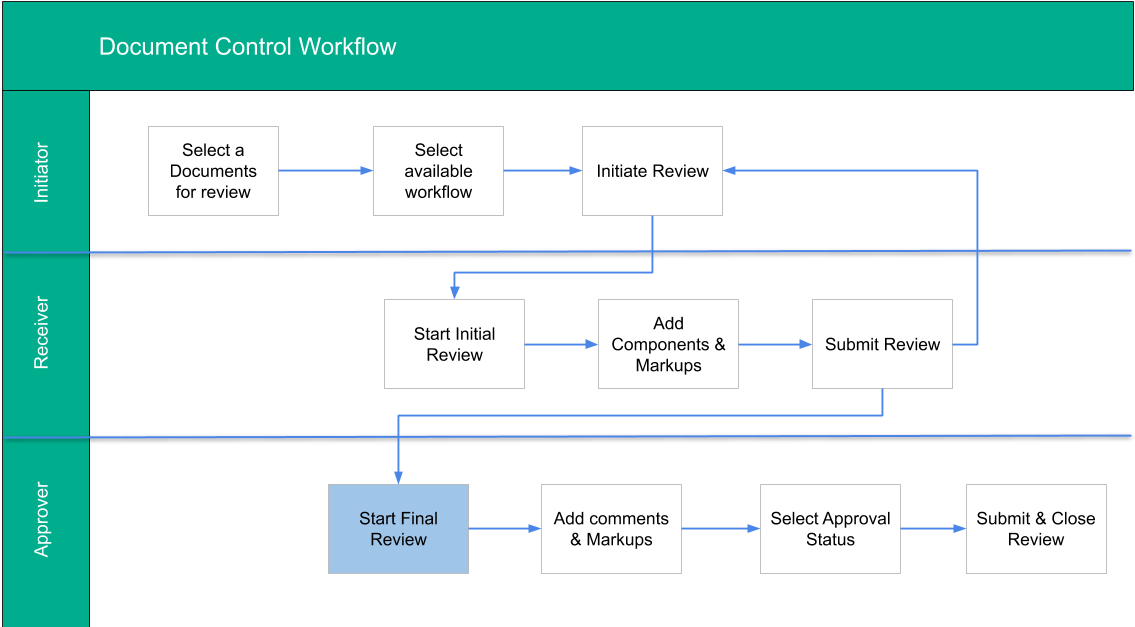 Document Control Workflow
Initiator
Select a
Documents
for review
Select
available
workflow
Initiate Review
Receiver
Start Initial
Review
Add
Components &
Markups
Submit Review
Approver
Start Final
Review
Add comments
& Markups
Select Approval
Status
Submit & Close
Review